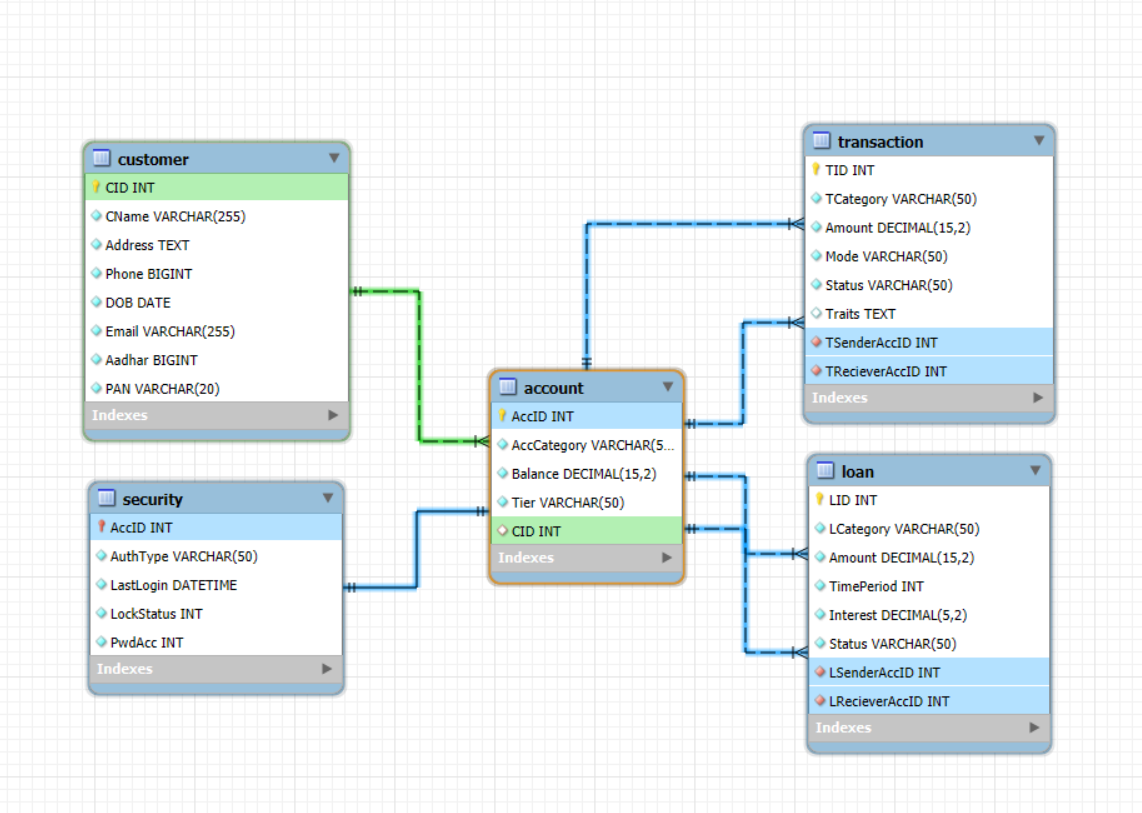 customer
CID INT
CName VARCHAR(255)
Address TEXT
Phone BIGINT
DOB DATE
Email VARCHAR(255)
Aadhar BIGINT
PAN VARCHAR(20)
Indexes
security
AccID INT
AuthType VARCHAR(50)
LastLogin DATETIME
LockStatus INT
PwdAcc INT
Indexes
account
AccID INT
AccCategory VARCHAR(5...
Balance DECIMAL(15,2)
Tier VARCHAR(50)
CID INT
Indexes
transaction
TID INT
TCategory VARCHAR(50)
Amount DECIMAL(15,2)
Mode VARCHAR(50)
Status VARCHAR(50)
Traits TEXT
TSenderAccID INT
TRecieverAccID INT
Indexes
loan
LID INT
LCategory VARCHAR(50)
Amount DECIMAL(15,2)
TimePeriod INT
Interest DECIMAL(5,2)
Status VARCHAR(50)
LSenderAccID INT
LRecieverAccID INT
Indexes